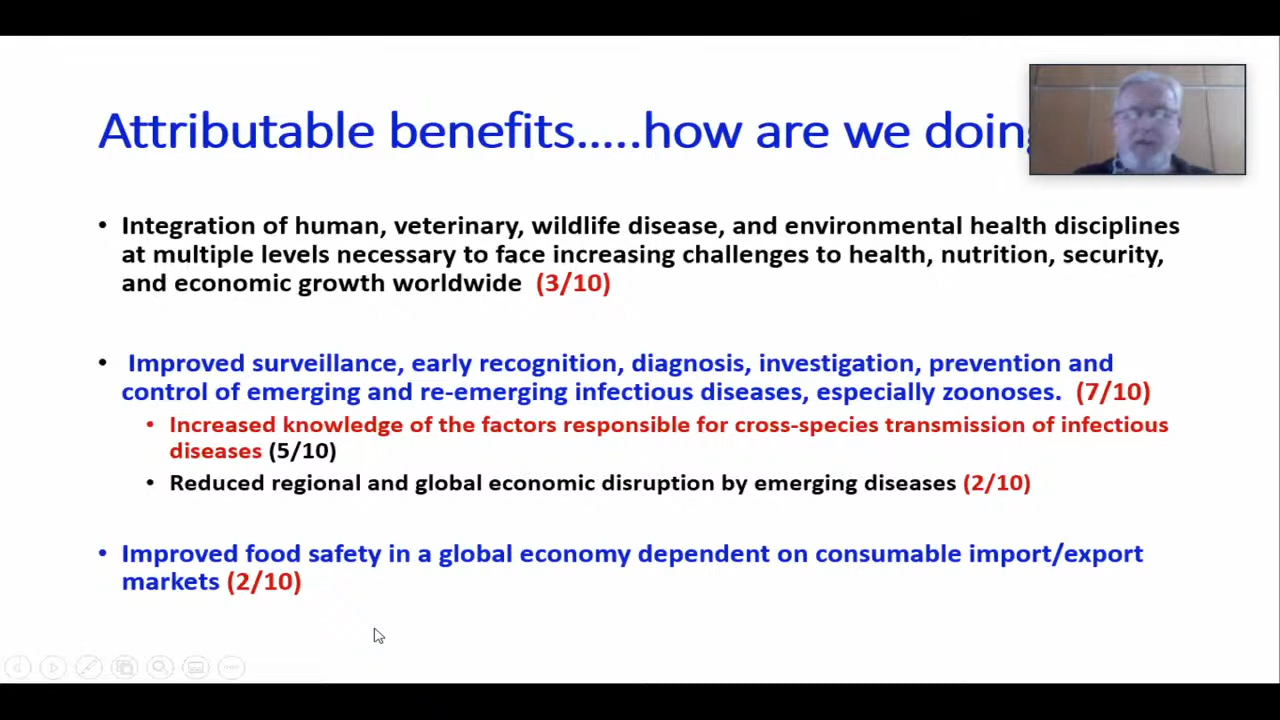 Attributable benefits.....how are we doing
• Integration of human, veterinary, wildlife disease, and environmental health disciplines
at multiple levels necessary to face increasing challenges to health, nutrition, security,
and economic growth worldwide (3/10)
• Improved surveillance, early recognition, diagnosis, investigation, prevention and
control of emerging and re-emerging infectious diseases, especially zoonoses. (7/10)
• Increased knowledge of the factors responsible for cross-species transmission of infectious
diseases (5/10)
• Reduced regional and global economic disruption by emerging diseases (2/10)
• Improved food safety in a global economy dependent on consumable import/export
markets (2/10)